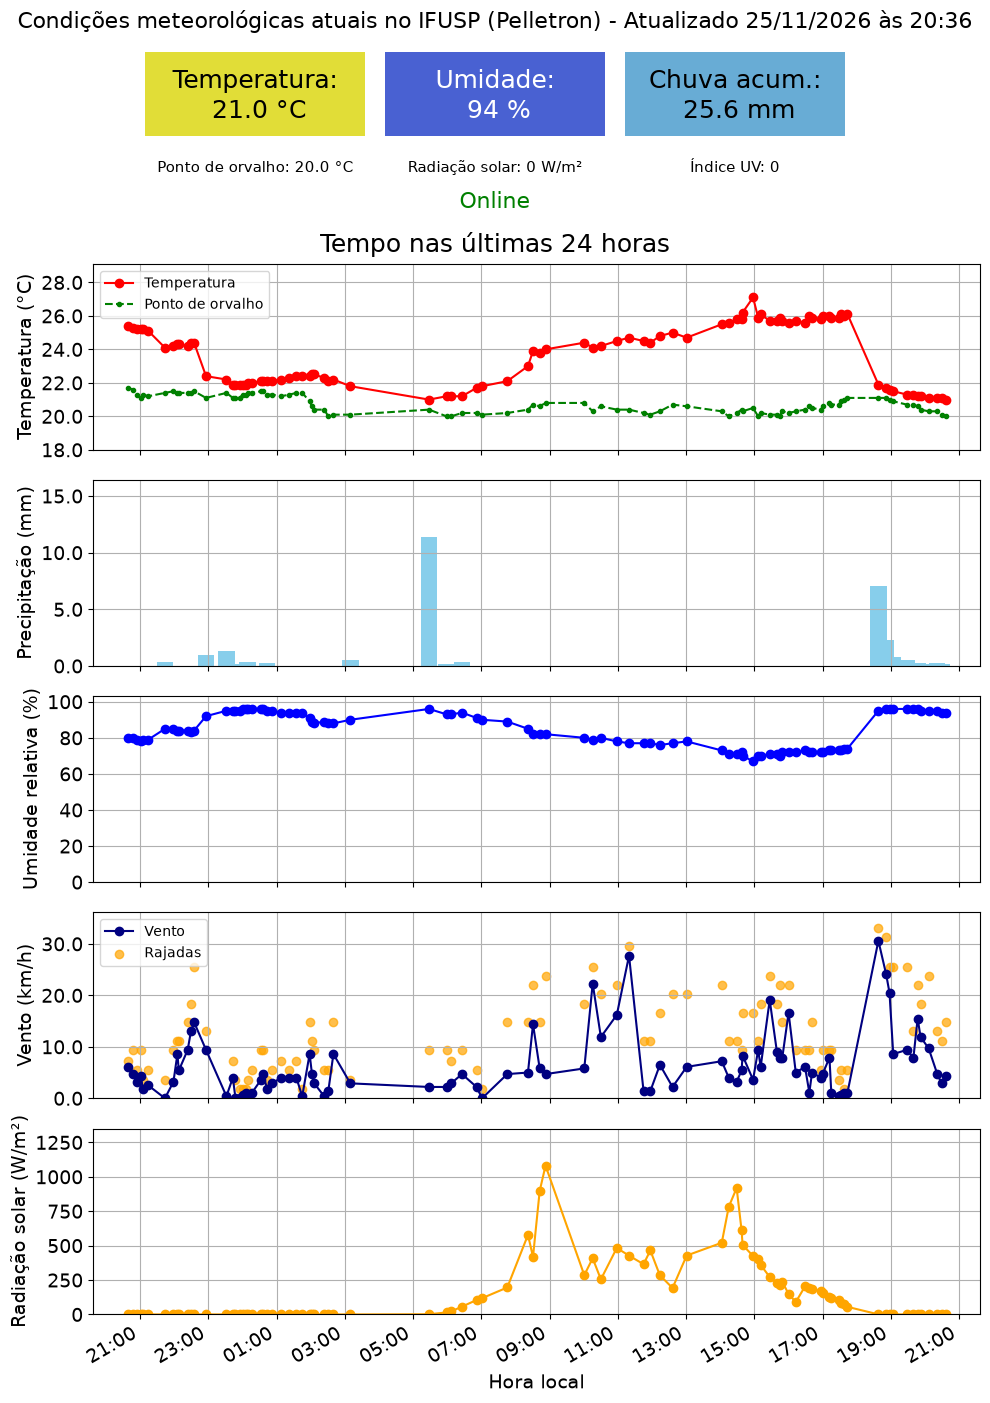 Condições meteorológicas atuais no IFUSP (Pelletron) - Atualizado 25/11/2026 às 20:36
Temperatura:
21.0 °C
Umidade:
94 %
Chuva acum.:
25.6 mm
Ponto de orvalho: 20.0 °C
Radiação solar: 0 W/m²
Índice UV: 0
Online
Tempo nas últimas 24 horas
Temperatura (°C)
28.0
26.0
24.0
22.0
20.0
18.0
Temperatura
Ponto de orvalho
Precipitação (mm)
15.0
10.0
5.0
0.0
Umidade relativa (%)
100
80
60
40
20
0
Vento (km/h)
30.0
20.0
10.0
0.0
Vento
Rajadas
Radiação solar (W/m²)
1250
1000
750
500
250
0
21:00
23:00
01:00
03:00
05:00
07:00
09:00
11:00
13:00
15:00
17:00
19:00
21:00
Hora local